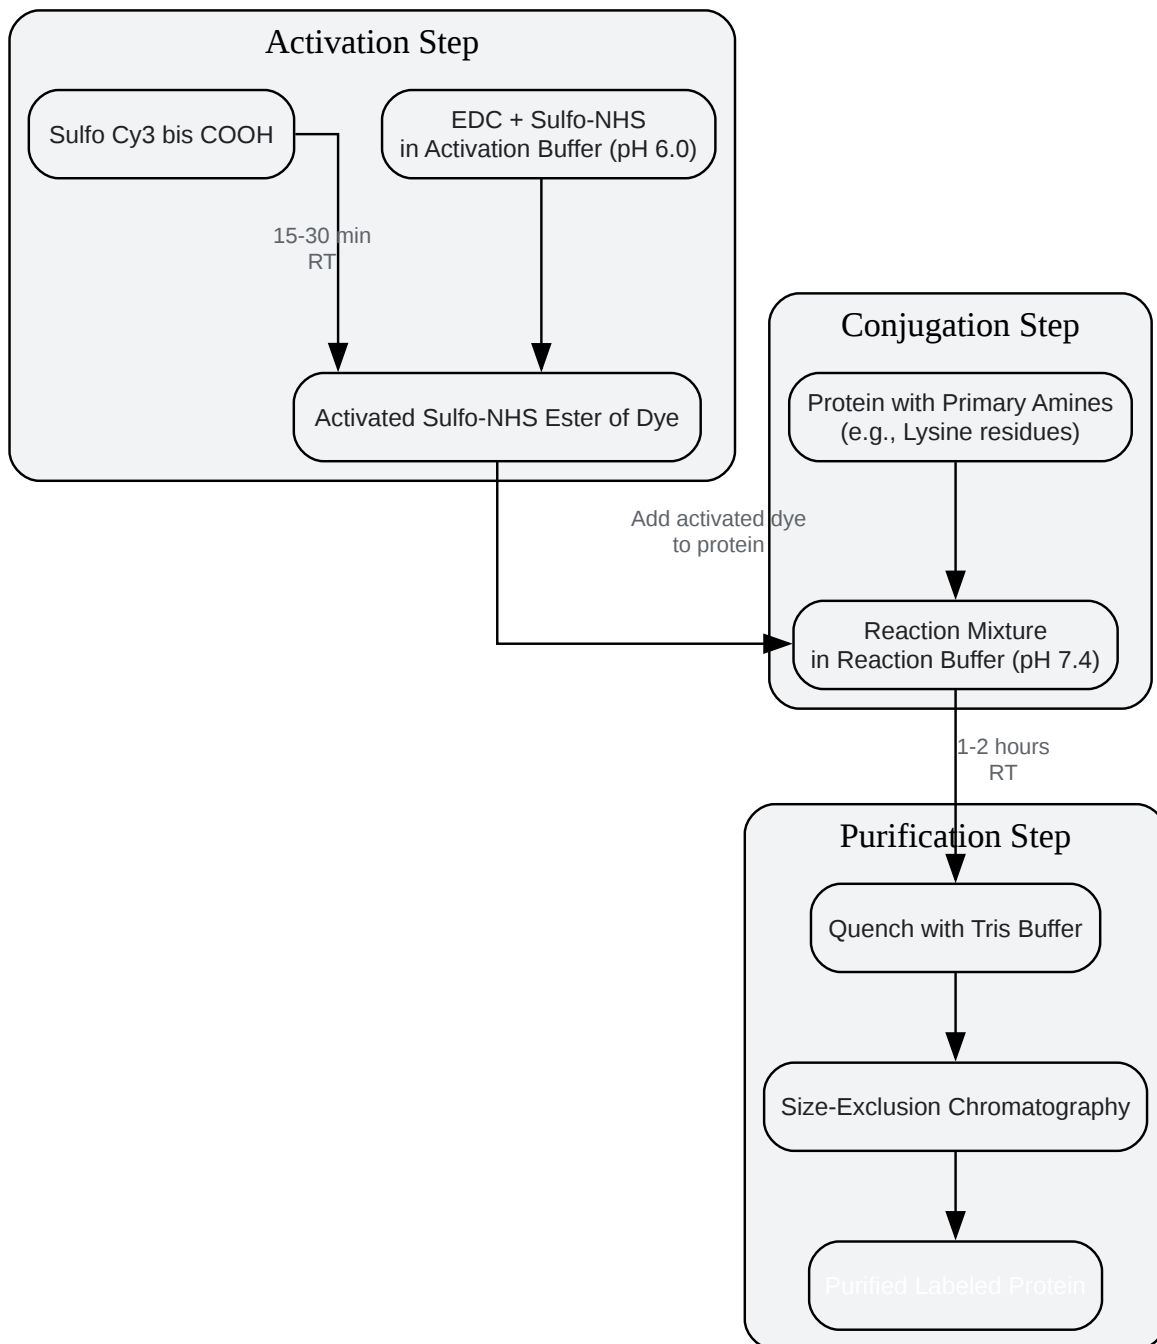 Activation Step
Sulfo Cy3 bis COOH
EDC + Sulfo-NHS
in Activation Buffer (pH 6.0)
15-30 min
RT
Activated Sulfo-NHS Ester of Dye
Conjugation Step
Protein with Primary Amines
(e.g., Lysine residues)
Add activated dye
to protein
Reaction Mixture
in Reaction Buffer (pH 7.4)
1-2 hours
RT
Purification Step
Quench with Tris Buffer
Size-Exclusion Chromatography
Purified Labeled Protein